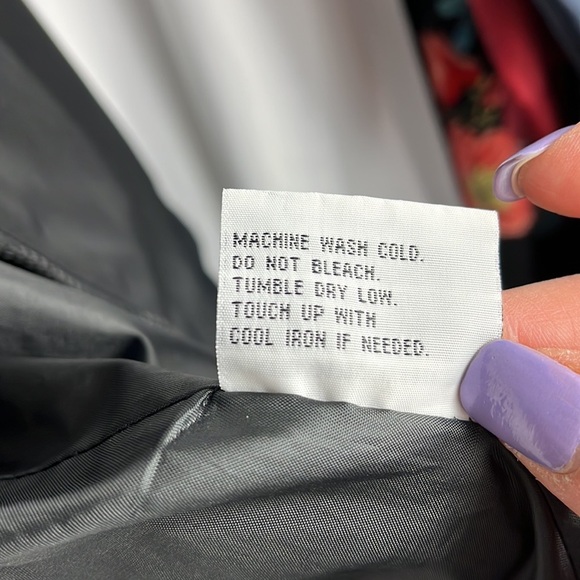 MACHINE WASH COLD.
DO NOT BLEACH.
TUMBLE DRY LOW.
TOUCH UP WITH
COOL IRON IF NEEDED.